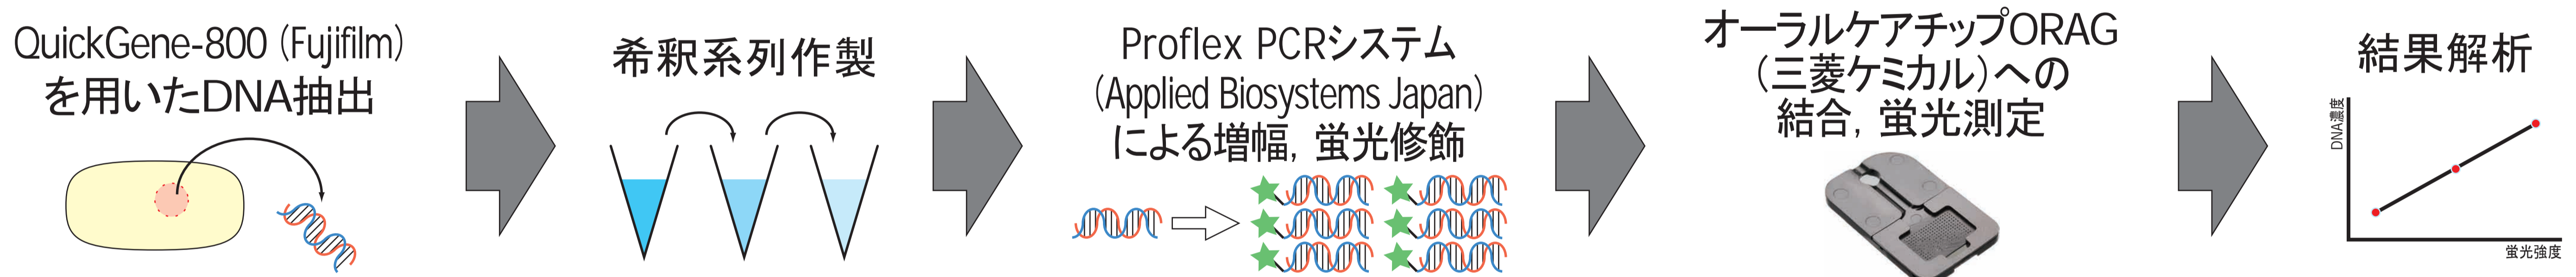 QuickGene-800 (Fujifilm)
を用いたDNA抽出
希釈系列作製
Proflex PCRシステム
(Applied Biosystems Japan)
による増幅, 蛍光修飾
オーラルケアチップORAG
(三菱ケミカル)への
結合, 蛍光測定
結果解析
DNA濃度
蛍光強度